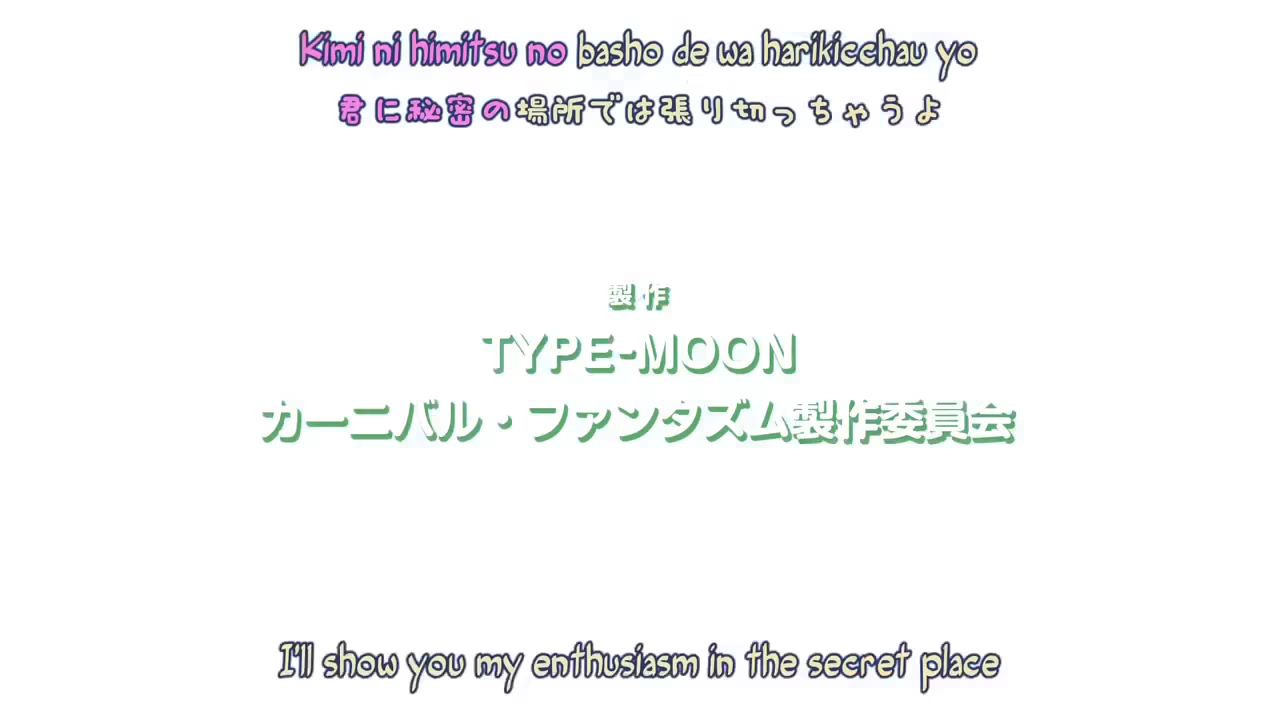 Kimi ni himitsu no basho de wa harikicchau yo
君に秘密の場所では張り切っちゃうよ
製作
TYPE-MOON
カーニバル・ファンタズム製作委員会
I'll show you my enthusiasm in the secret place